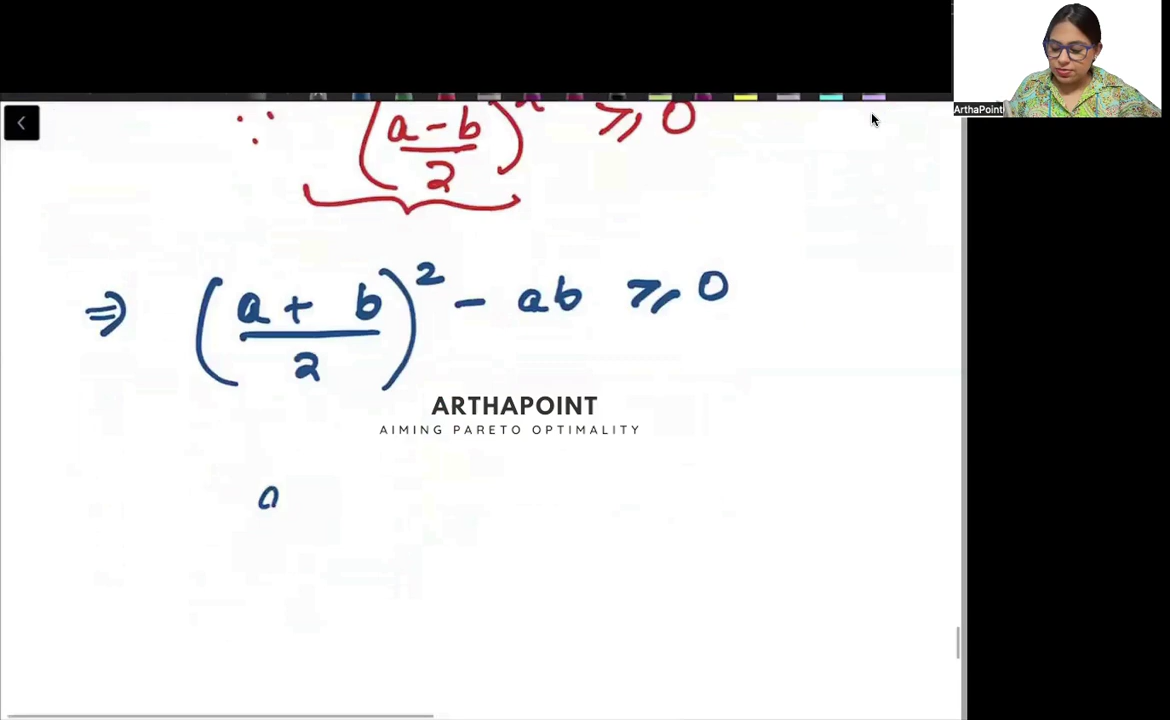 ArthaPoint
∵ ((a - b)/2)² ⩾ 0
⇒ ((a + b)/2)² - ab ⩾ 0
ARTHAPOINT
AIMING PARETO OPTIMALITY
a